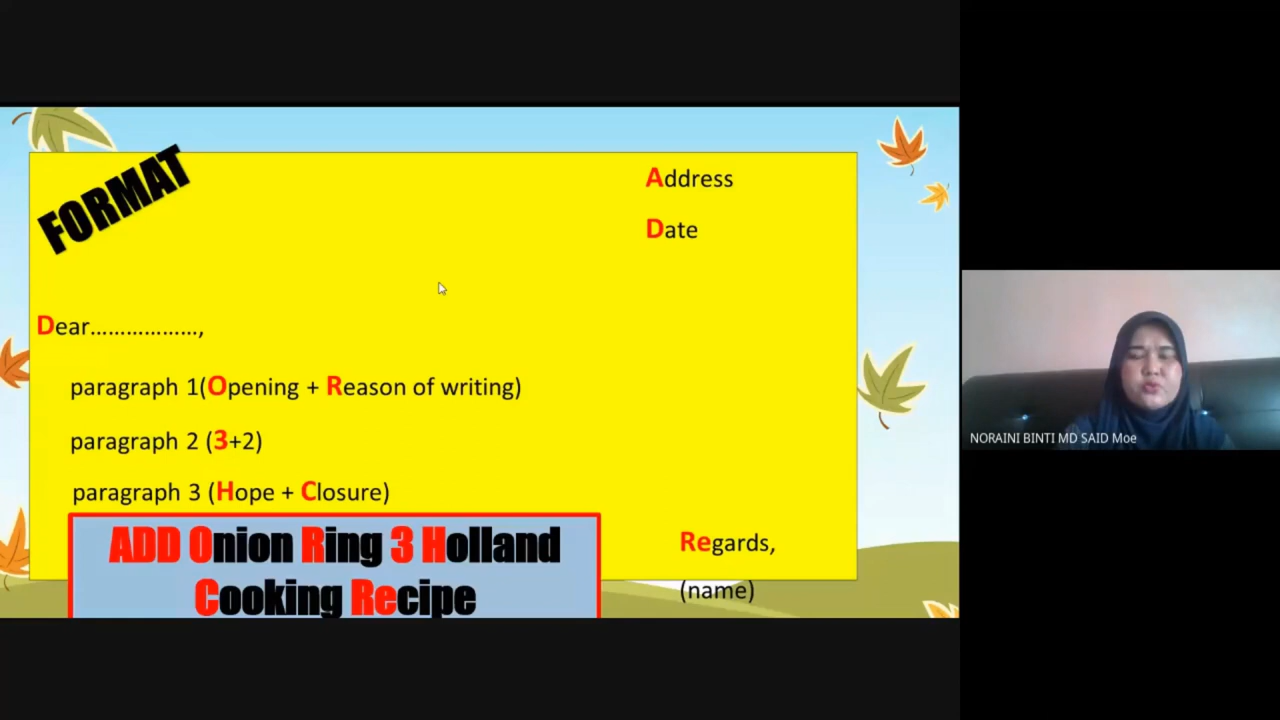 FORMAT
Address
Date
Dear..................,
paragraph 1(Opening + Reason of writing)
paragraph 2 (3+2)
paragraph 3 (Hope + Closure)
ADD Onion Ring 3 Holland
Cooking Recipe
Regards,
(name)
NORAINI BINTI MD SAID Moe